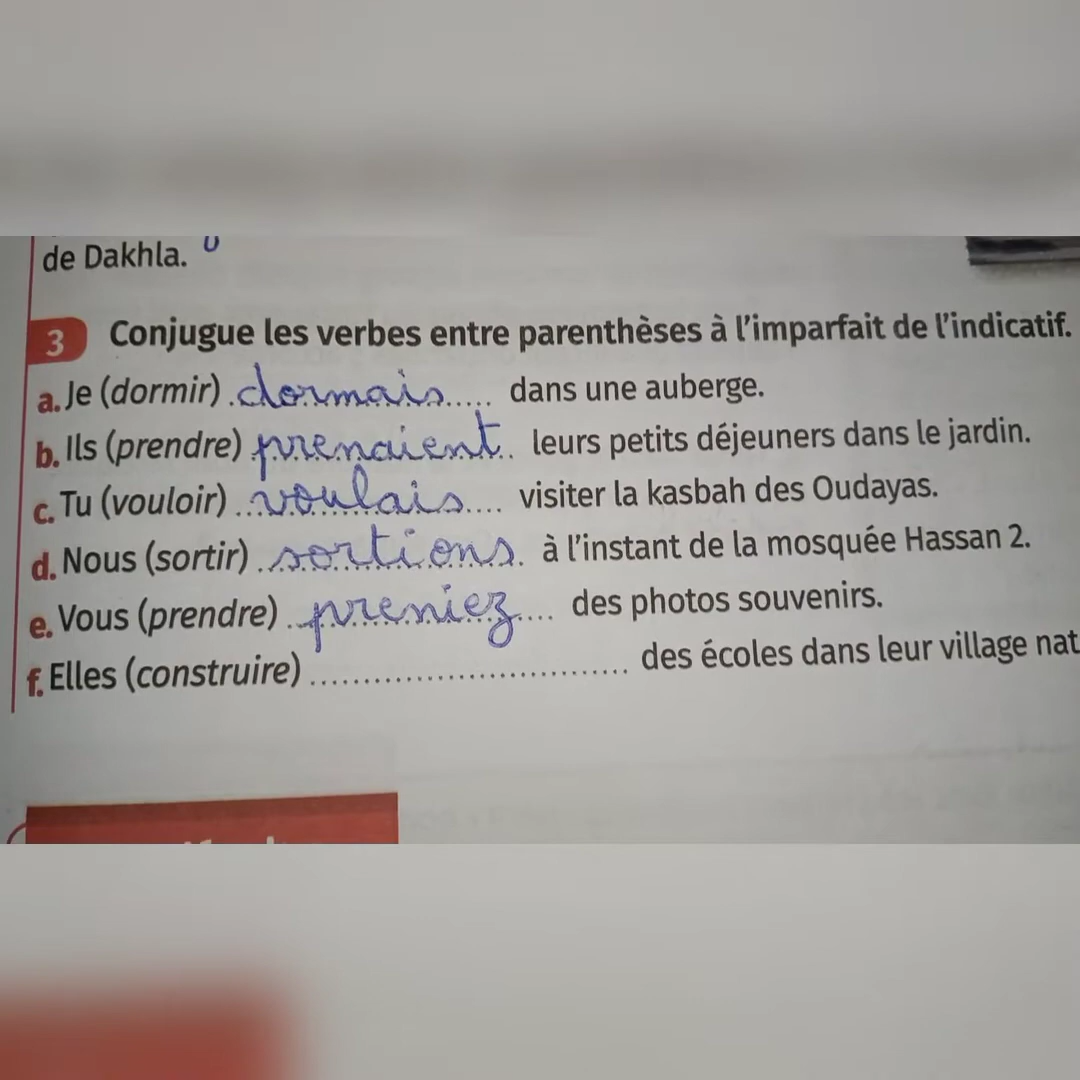 de Dakhla.
3 Conjugue les verbes entre parenthèses à l'imparfait de l'indicatif.
a. Je (dormir) .dormais..... dans une auberge.
b. Ils (prendre) prenaient.. leurs petits déjeuners dans le jardin.
c. Tu (vouloir) ..voulais.... visiter la kasbah des Oudayas.
d. Nous (sortir) .sortions. à l'instant de la mosquée Hassan 2.
e. Vous (prendre) ..preniez.... des photos souvenirs.
f. Elles (construire) .............................. des écoles dans leur village nat